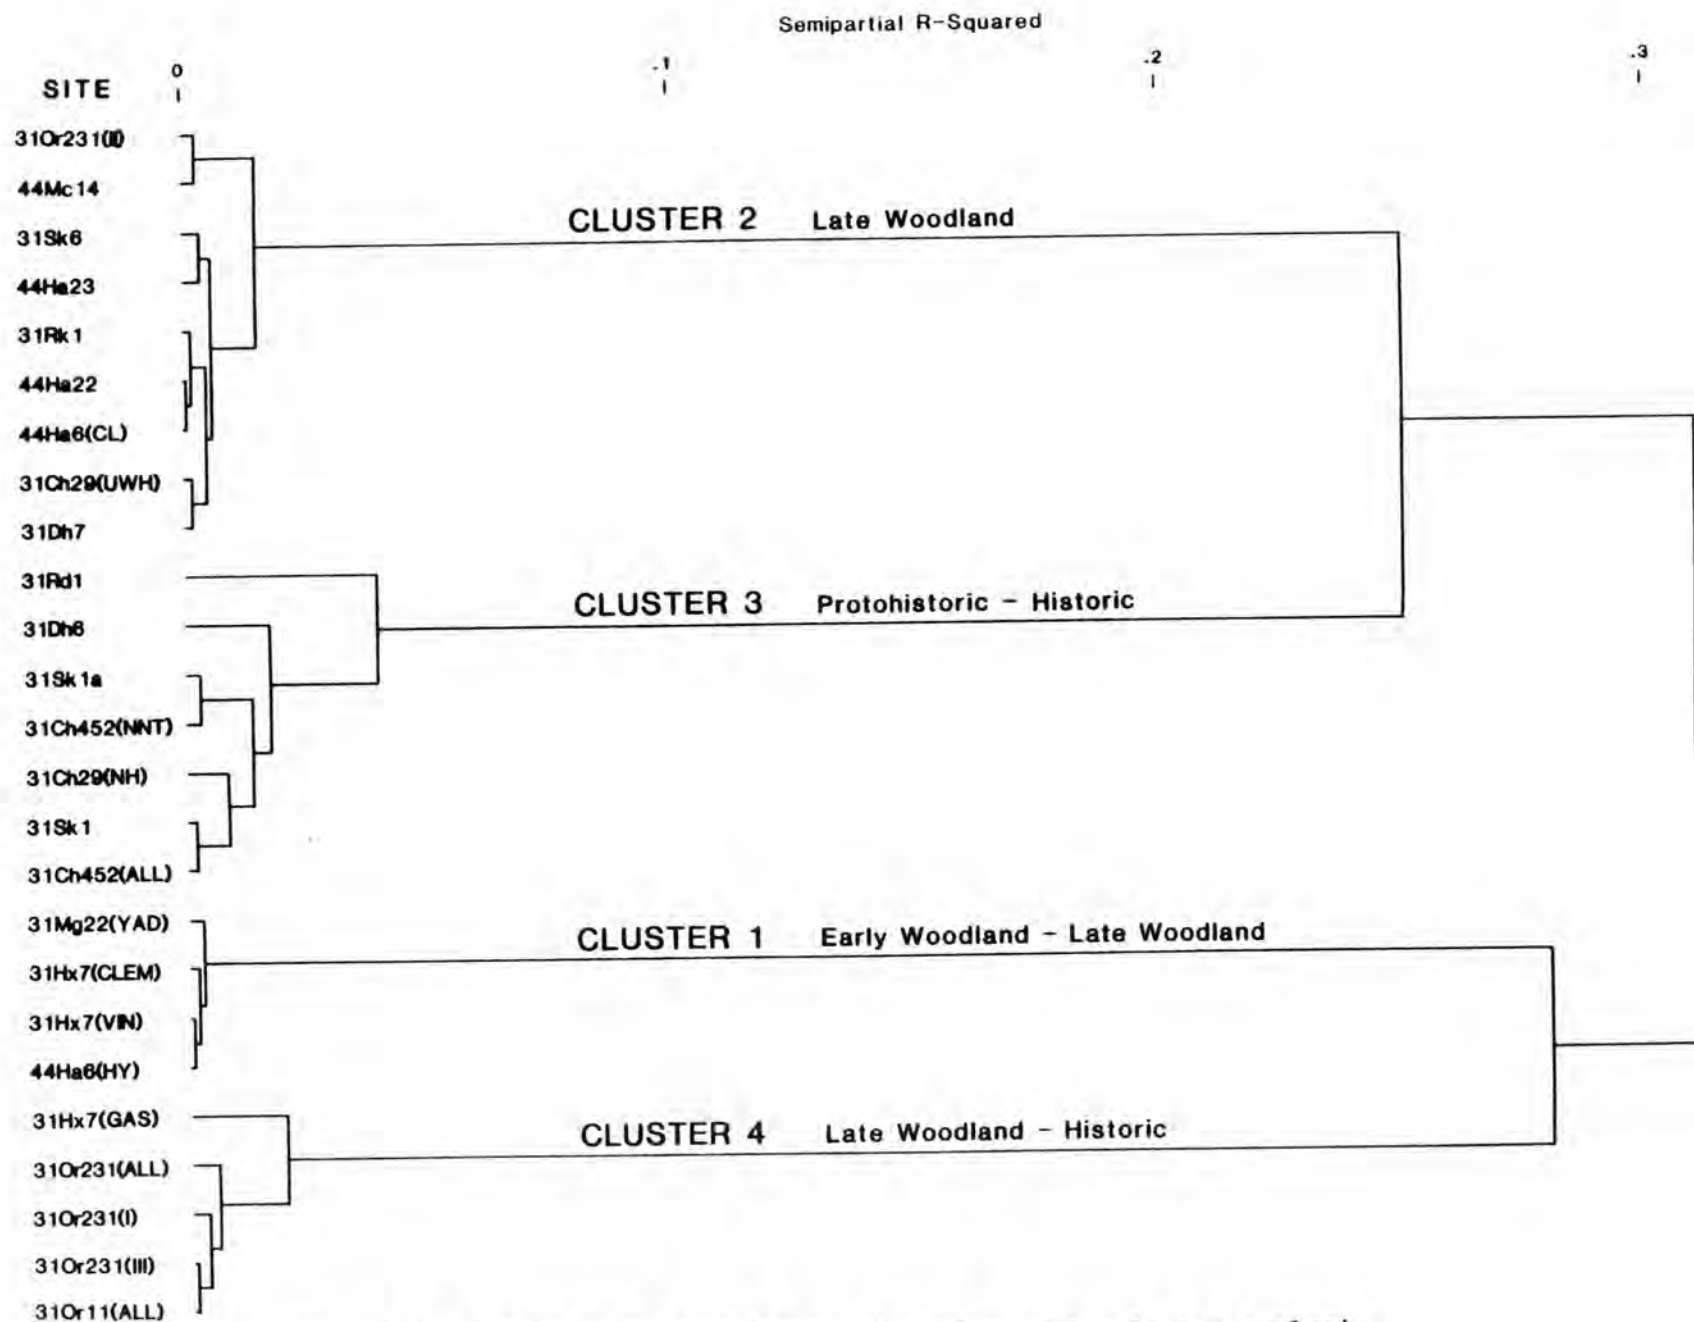 Semipartial R-Squared
0 .1 .2 .3
SITE
31Or231(II)
44Mc14
CLUSTER 2 Late Woodland
31Sk6
44Ha23
31Rk1
44Ha22
44Ha6(CL)
31Ch29(UWH)
31Dh7
31Rd1
CLUSTER 3 Protohistoric - Historic
31Dh6
31Sk1a
31Ch452(NNT)
31Ch29(NH)
31Sk1
31Ch452(ALL)
31Mg22(YAD)
CLUSTER 1 Early Woodland - Late Woodland
31Hx7(CLEM)
31Hx7(VIN)
44Ha6(HY)
31Hx7(GAS)
CLUSTER 4 Late Woodland - Historic
31Or231(ALL)
31Or231(I)
31Or231(III)
31Or11(ALL)